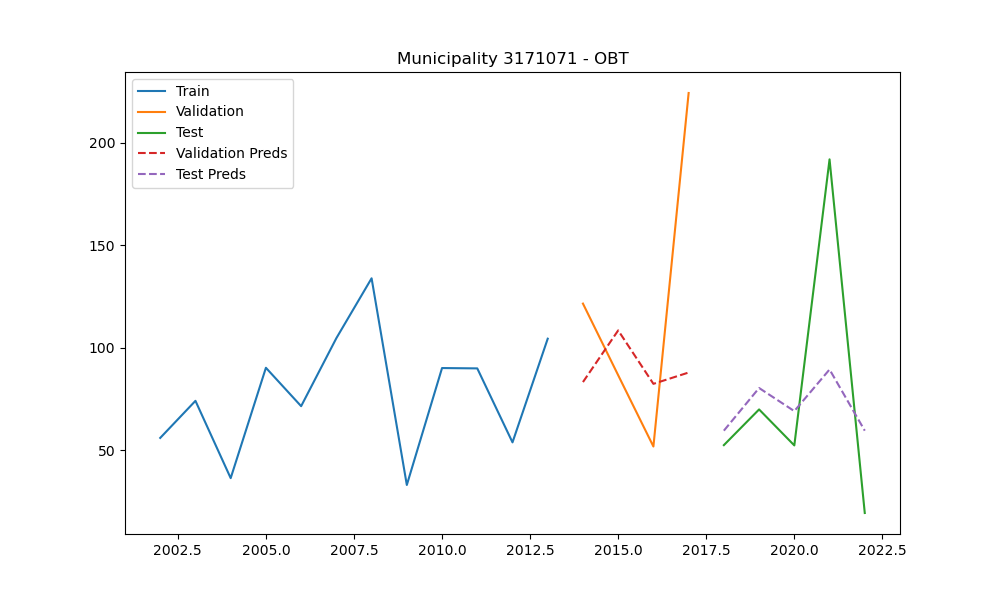 Municipality 3171071 - OBT
Train
Validation
Test
Validation Preds
Test Preds
200
150
100
50
2002.5 2005.0 2007.5 2010.0 2012.5 2015.0 2017.5 2020.0 2022.5